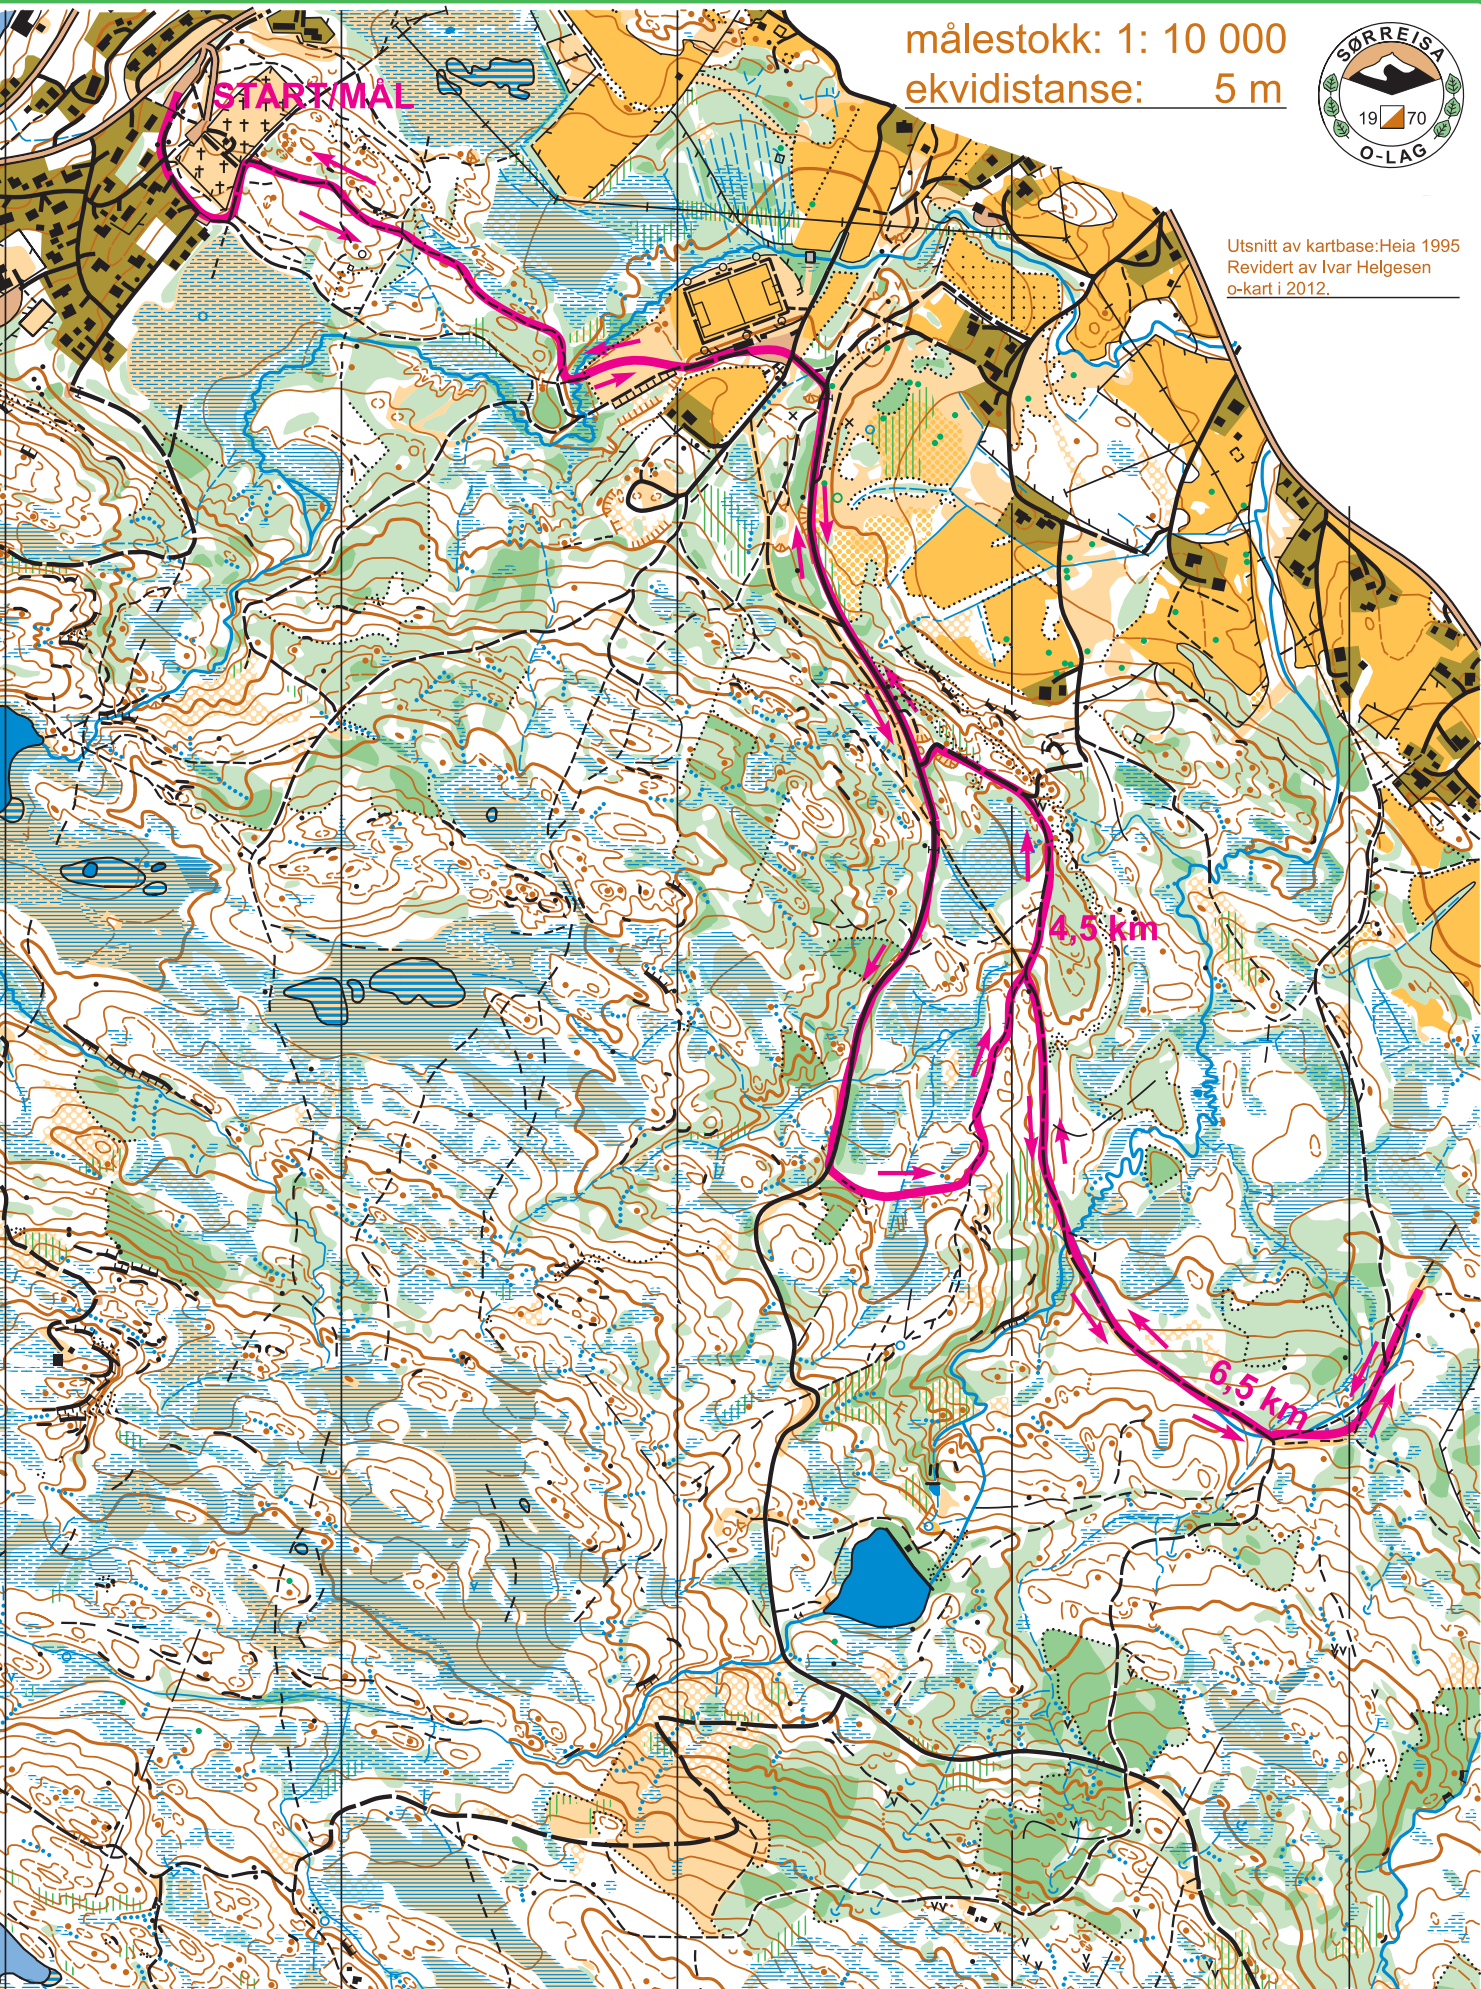 målestokk: 1: 10 000
ekvidistanse: 5 m
SØRREISA
19 70
O-LAG
START/MÅL
Utsnitt av kartbase:Heia 1995
Revidert av Ivar Helgesen
o-kart i 2012.
4,5 km
6,5 km